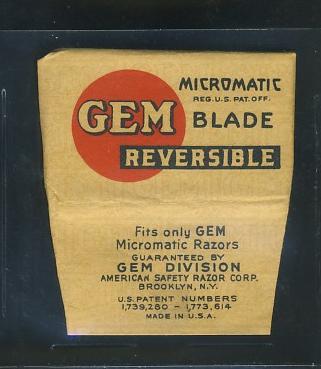 MICROMATIC
REG. U.S. PAT. OFF.
GEM BLADE
REVERSIBLE
Fits only GEM
Micromatic Razors
GUARANTEED BY
GEM DIVISION
AMERICAN SAFETY RAZOR CORP.
BROOKLYN, N.Y.
U.S. PATENT NUMBERS
1,739,280 - 1,773,614
MADE IN U.S.A.